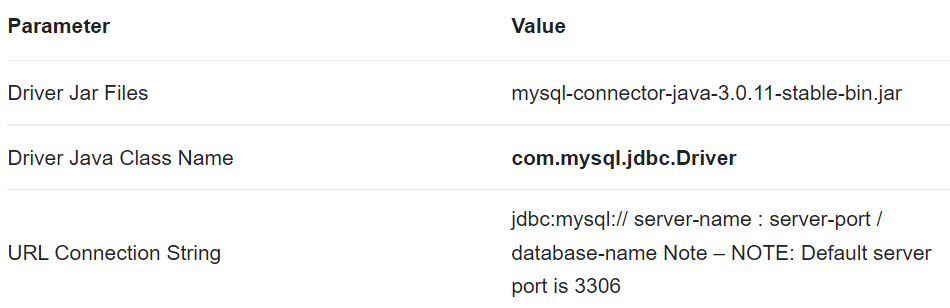 Parameter Value
Driver Jar Files mysql-connector-java-3.0.11-stable-bin.jar
Driver Java Class Name com.mysql.jdbc.Driver
URL Connection String jdbc:mysql:// server-name : server-port /
database-name Note – NOTE: Default server
port is 3306